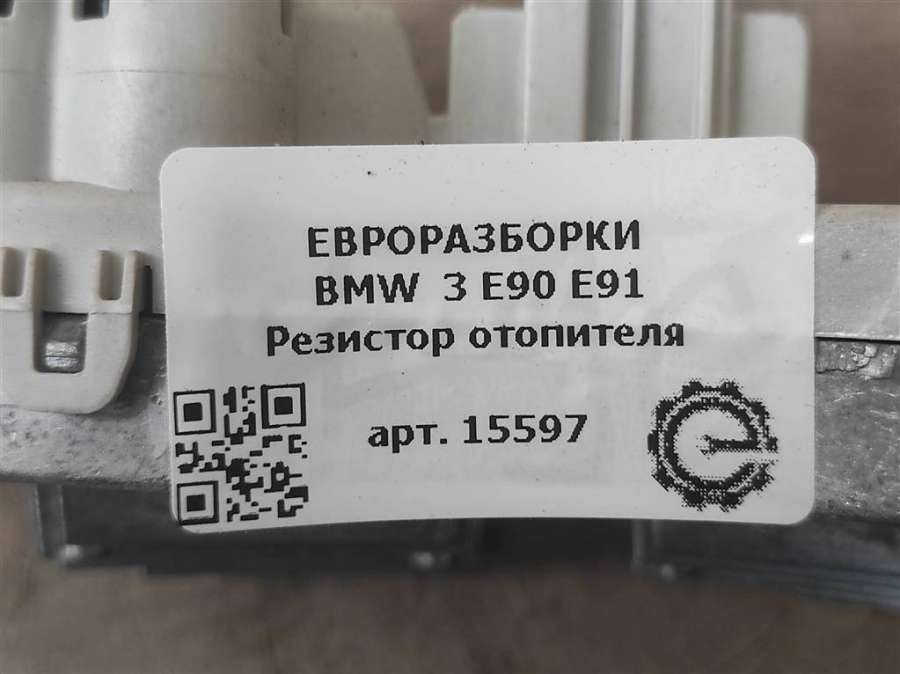 ЕВРОРАЗБОРКИ
BMW 3 E90 E91
Резистор отопителя
арт. 15597